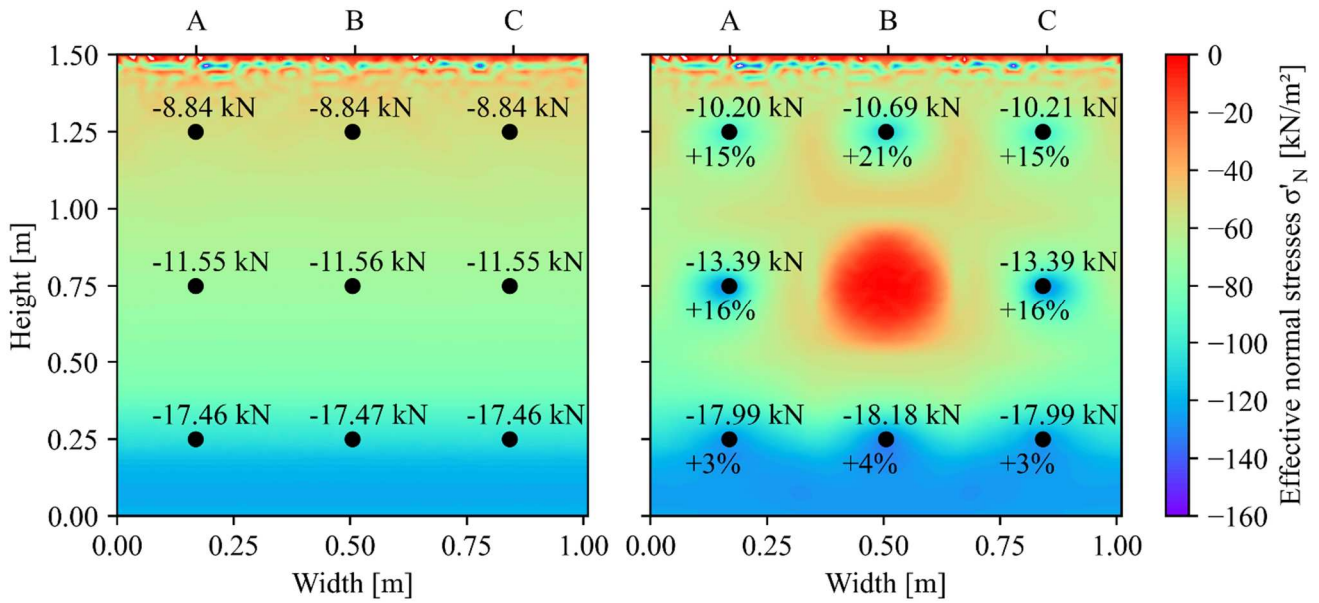 A B C A B C
1.50
1.25
1.00
0.75
0.50
0.25
0.00
Height [m]
-8.84 kN -8.84 kN -8.84 kN
-11.55 kN -11.56 kN -11.55 kN
-17.46 kN -17.47 kN -17.46 kN
0.00 0.25 0.50 0.75 1.00
Width [m]
-10.20 kN -10.69 kN -10.21 kN
+15% +21% +15%
-13.39 kN -13.39 kN
+16% +16%
-17.99 kN -18.18 kN -17.99 kN
+3% +4% +3%
0.00 0.25 0.50 0.75 1.00
Width [m]
0
−20
−40
−60
−80
−100
−120
−140
−160
Effective normal stresses σ'N [kN/m²]